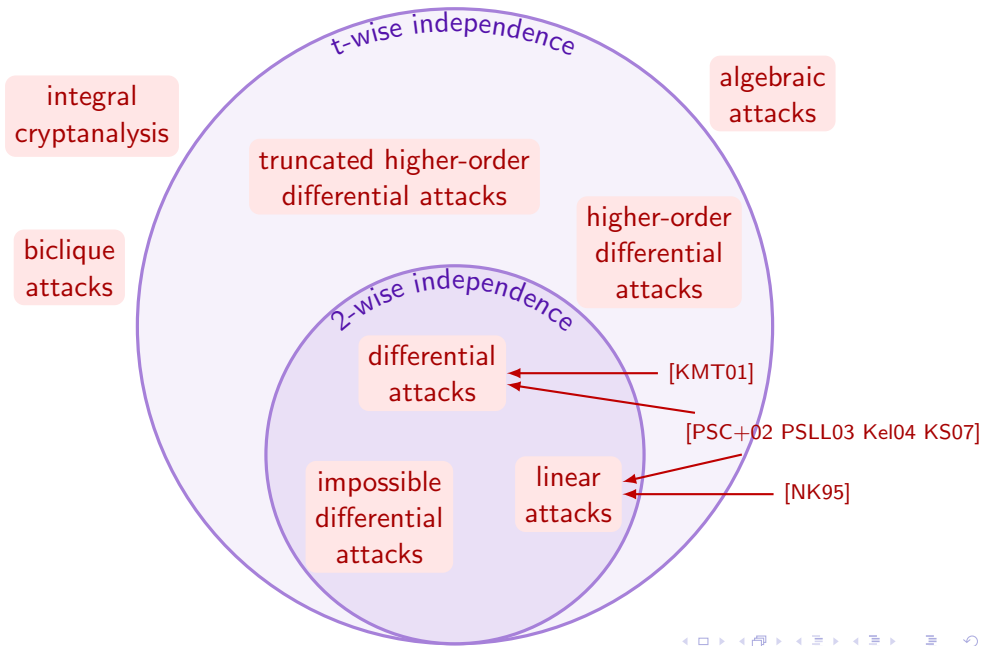 t-wise independence
integral
cryptanalysis
algebraic
attacks
truncated higher-order
differential attacks
higher-order
differential
attacks
biclique
attacks
2-wise independence
differential
attacks
[KMT01]
[PSC+02 PSLL03 Kel04 KS07]
impossible
differential
attacks
linear
attacks
[NK95]